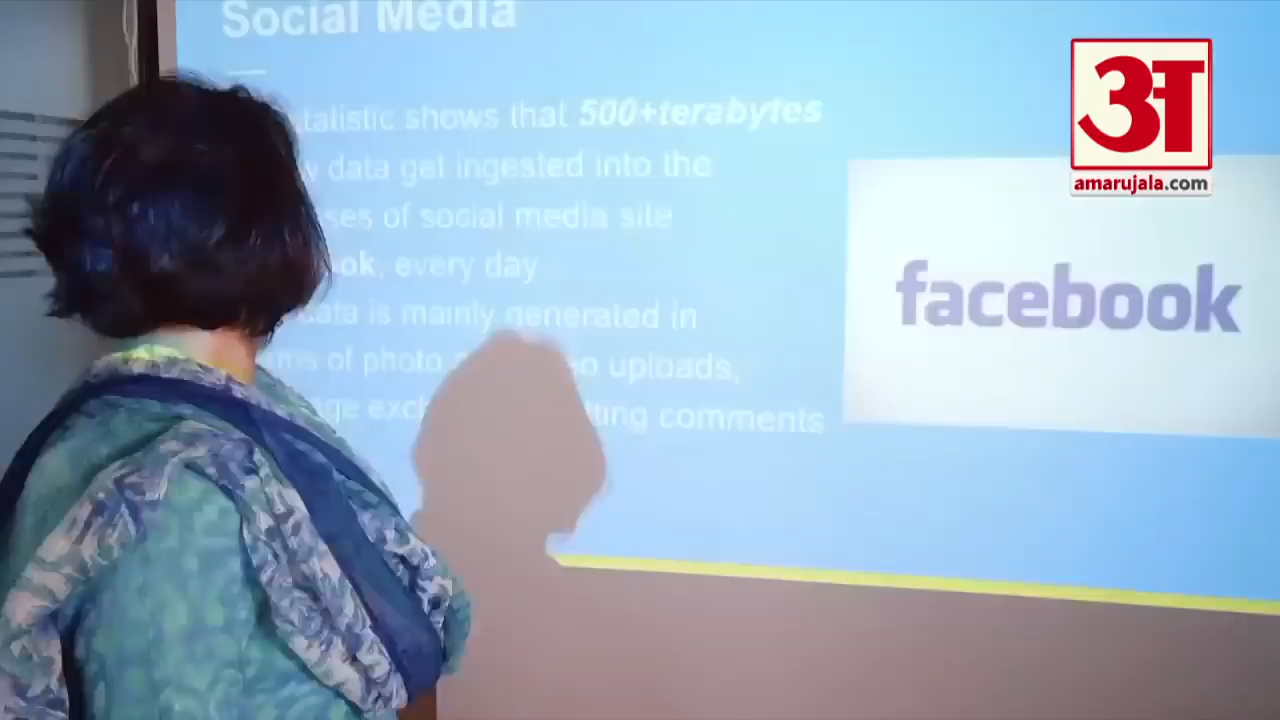 Social Media
statistic shows that 500+terabytes
data get ingested into the
of social media site
every day
data is mainly generated in
of photo uploads,
comments
facebook
अT
amarujala.com